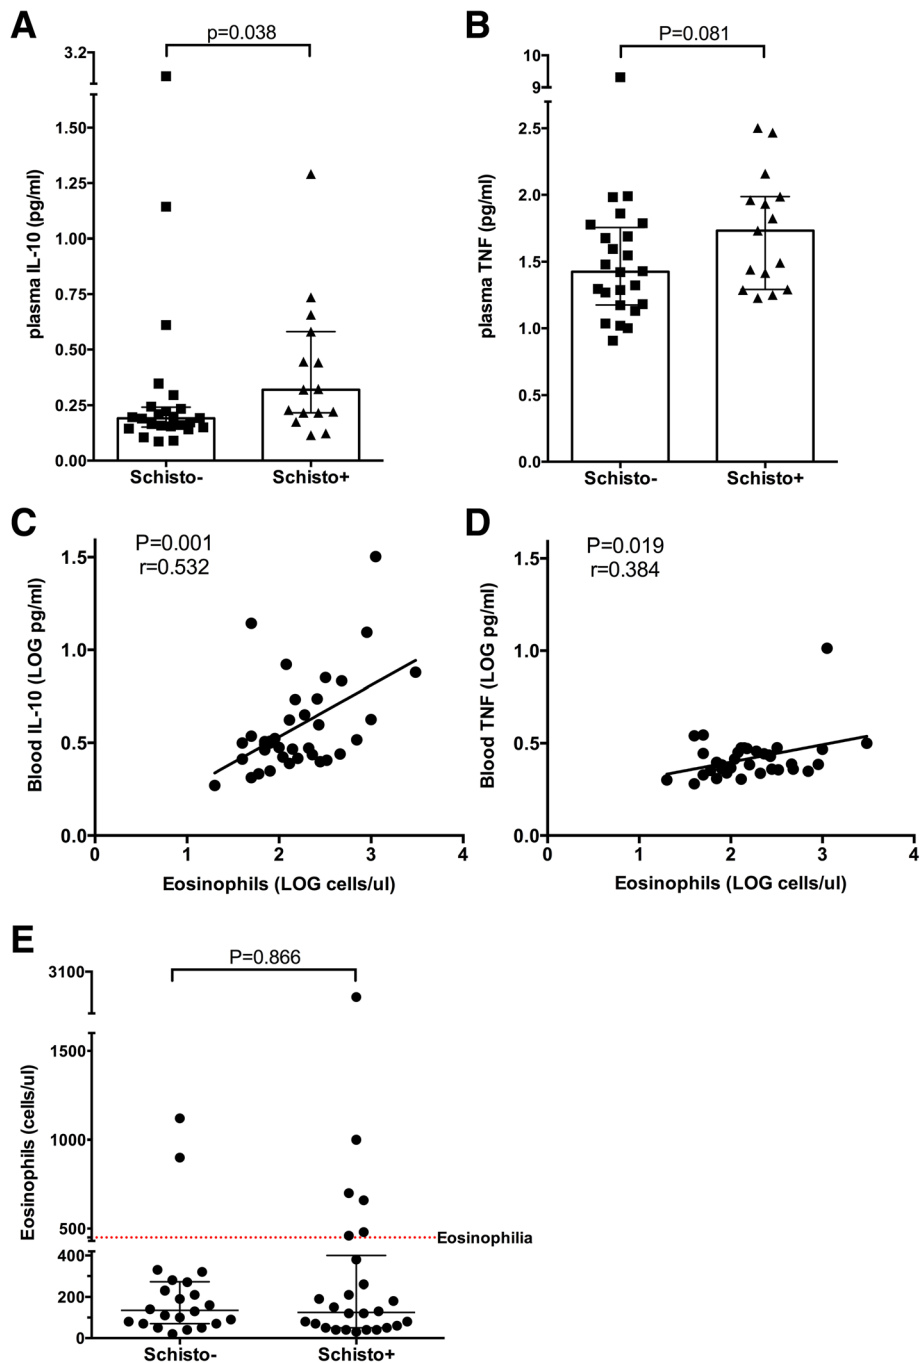 A
p=0.038
3.2
1.50
1.25
1.00
0.75
0.50
0.25
0.00
plasma IL-10 (pg/ml)
Schisto-
Schisto+
B
P=0.081
10
9
2.5
2.0
1.5
1.0
0.5
0.0
plasma TNF (pg/ml)
Schisto-
Schisto+
C
P=0.001
r=0.532
1.5
1.0
0.5
0.0
Blood IL-10 (LOG pg/ml)
0 1 2 3 4
Eosinophils (LOG cells/ul)
D
P=0.019
r=0.384
1.5
1.0
0.5
0.0
Blood TNF (LOG pg/ml)
0 1 2 3 4
Eosinophils (LOG cells/ul)
E
P=0.866
3100
1500
1000
500
400
200
0
Eosinophils (cells/ul)
Eosinophilia
Schisto-
Schisto+